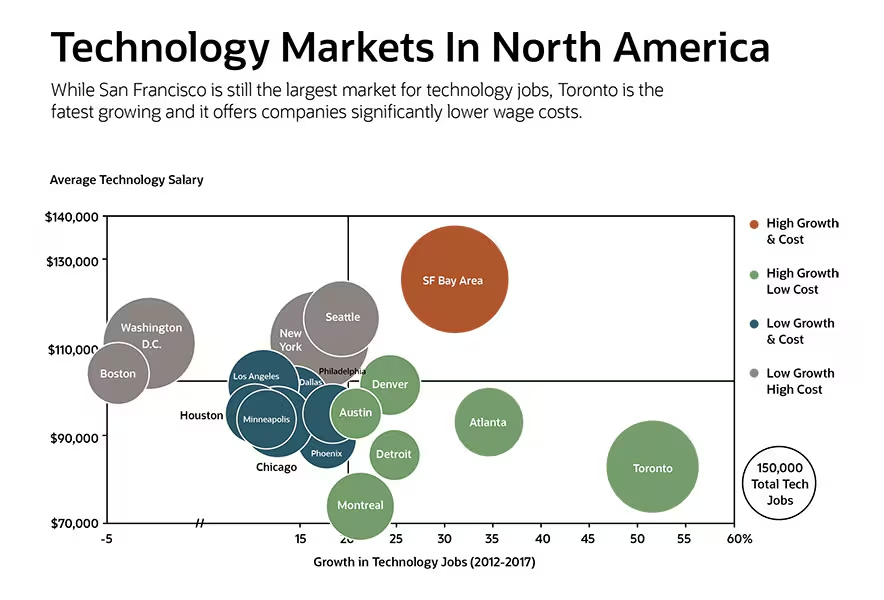 Technology Markets In North America
While San Francisco is still the largest market for technology jobs, Toronto is the
fatest growing and it offers companies significantly lower wage costs.
Average Technology Salary
$140,000
$130,000
$110,000
$90,000
$70,000
SF Bay Area
Seattle
Washington
D.C.
New
York
Boston
Philadelphia
Los Angeles
Dallas
Denver
Houston
Minneapolis
Austin
Atlanta
Phoenix
Detroit
Chicago
Toronto
Montreal
High Growth
& Cost
High Growth
Low Cost
Low Growth
& Cost
Low Growth
High Cost
150,000
Total Tech
Jobs
-5
15
25
30
35
40
45
50
55
60%
Growth in Technology Jobs (2012-2017)